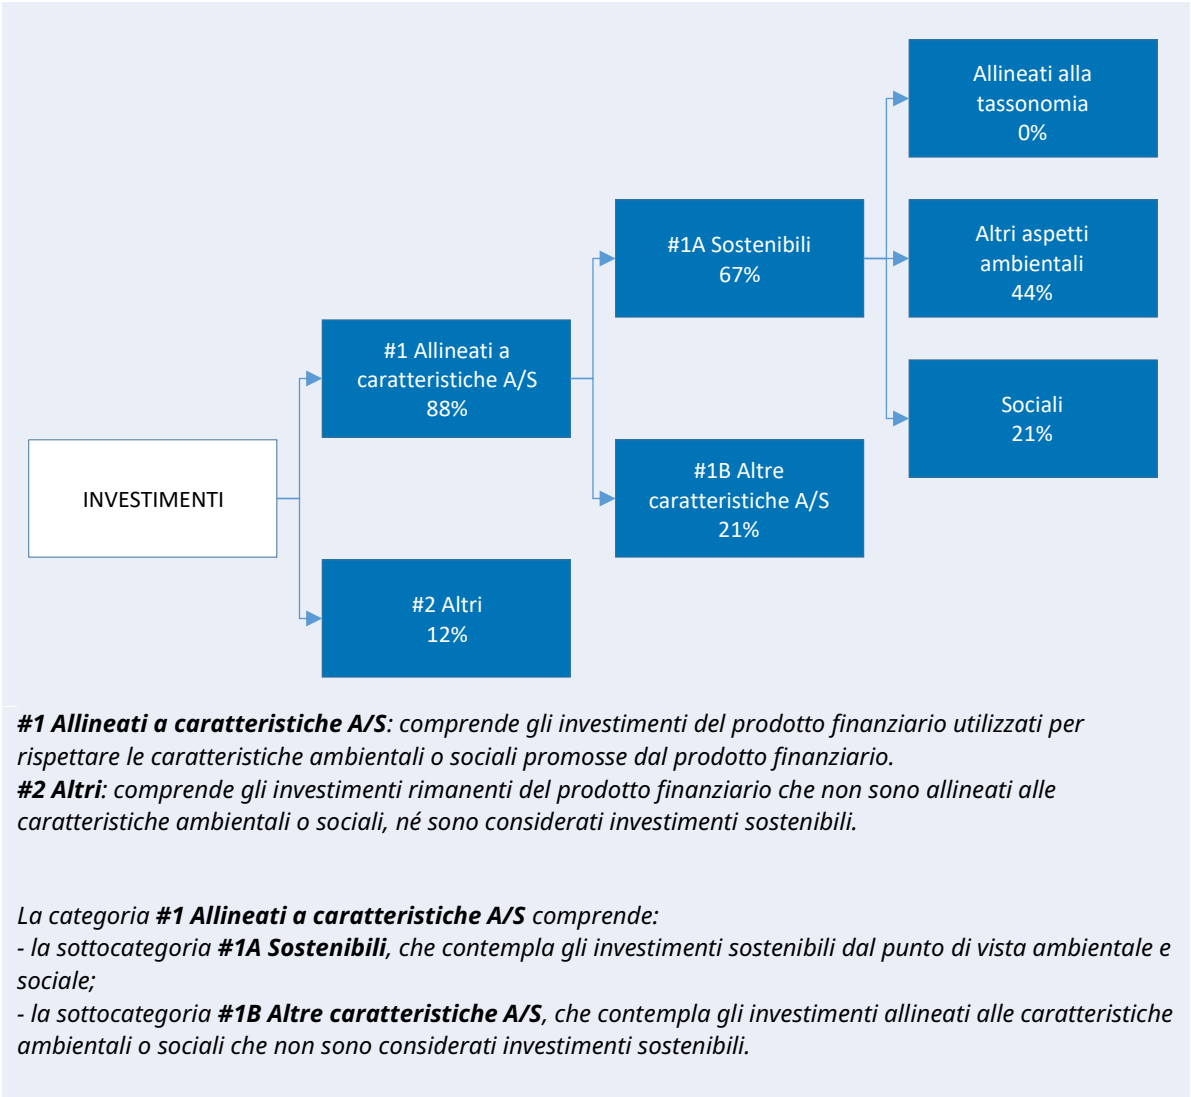 Allineati alla
tassonomia
0%
#1A Sostenibili
67%
Altri aspetti
ambientali
44%
#1 Allineati a
caratteristiche A/S
88%
Sociali
21%
INVESTIMENTI
#1B Altre
caratteristiche A/S
21%
#2 Altri
12%
#1 Allineati a caratteristiche A/S: comprende gli investimenti del prodotto finanziario utilizzati per
rispettare le caratteristiche ambientali o sociali promosse dal prodotto finanziario.
#2 Altri: comprende gli investimenti rimanenti del prodotto finanziario che non sono allineati alle
caratteristiche ambientali o sociali, né sono considerati investimenti sostenibili.
La categoria #1 Allineati a caratteristiche A/S comprende:
- la sottocategoria #1A Sostenibili, che contempla gli investimenti sostenibili dal punto di vista ambientale e
sociale;
- la sottocategoria #1B Altre caratteristiche A/S, che contempla gli investimenti allineati alle caratteristiche
ambientali o sociali che non sono considerati investimenti sostenibili.